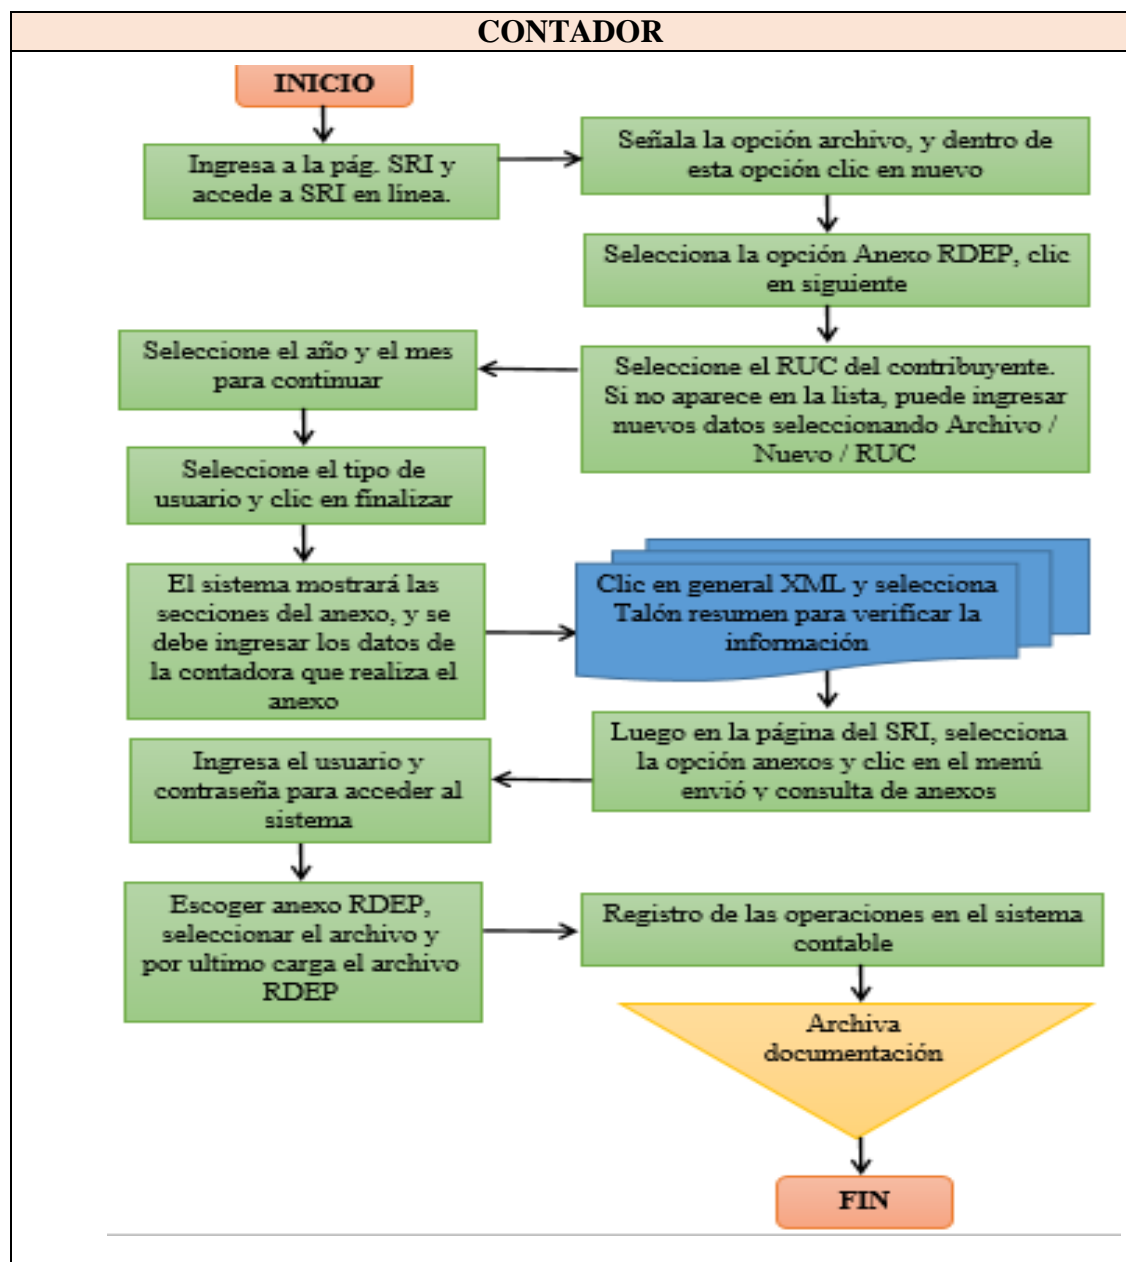 CONTADOR
INICIO
Ingresa a la pág. SRI y
accede a SRI en línea.
Señala la opción archivo, y dentro de
esta opción clic en nuevo
Selecciona la opción Anexo RDEP, clic
en siguiente
Seleccione el RUC del contribuyente.
Si no aparece en la lista, puede ingresar
nuevos datos seleccionando Archivo /
Nuevo / RUC
Seleccione el año y el mes
para continuar
Seleccione el tipo de
usuario y clic en finalizar
El sistema mostrará las
secciones del anexo, y se
debe ingresar los datos de
la contadora que realiza el
anexo
Clic en general XML y selecciona
Talón resumen para verificar la
información
Luego en la página del SRI, selecciona
la opción anexos y clic en el menú
envió y consulta de anexos
Ingresa el usuario y
contraseña para acceder al
sistema
Escoger anexo RDEP,
seleccionar el archivo y
por ultimo carga el archivo
RDEP
Registro de las operaciones en el sistema
contable
Archiva
documentación
FIN